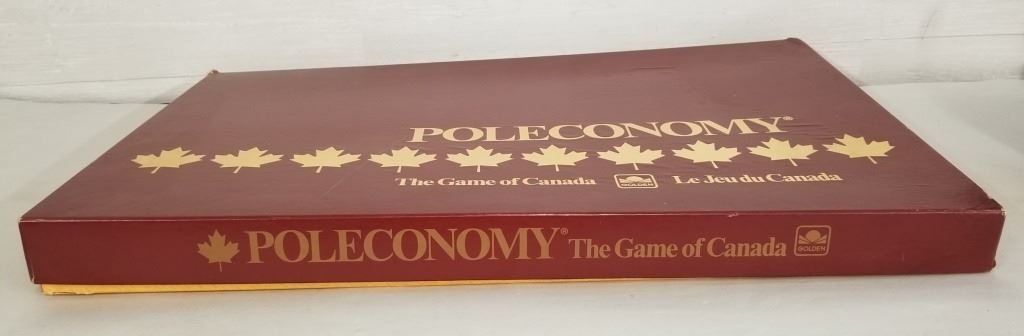 POLECONOMY®
The Game of Canada GOLDEN Le Jeu du Canada
POLECONOMY® The Game of Canada GOLDEN